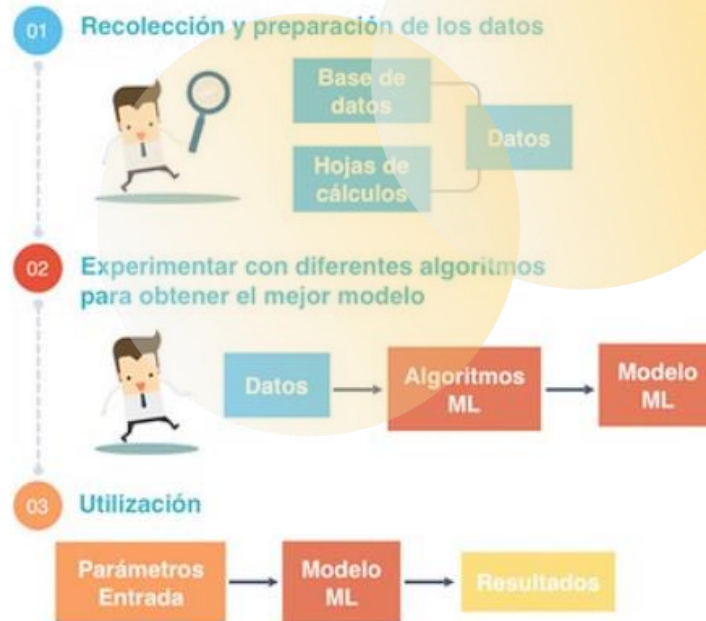 01 Recolección y preparación de los datos
Base de
datos
Hojas de
cálculos
Datos
02 Experimentar con diferentes algoritmos
para obtener el mejor modelo
Datos
Algoritmos
ML
Modelo
ML
03 Utilización
Parámetros
Entrada
Modelo
ML
Resultados